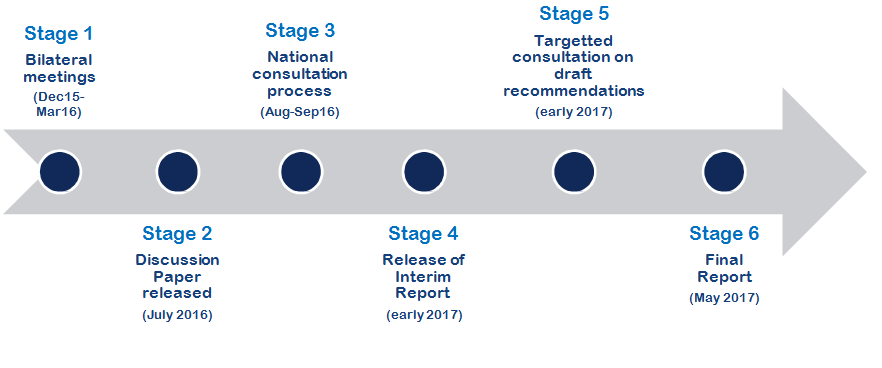 Stage 1
Bilateral
meetings
(Dec15-
Mar16)
Stage 2
Discussion
Paper
released
(July 2016)
Stage 3
National
consultation
process
(Aug-Sep16)
Stage 4
Release of
Interim
Report
(early 2017)
Stage 5
Targetted
consultation on
draft
recommendations
(early 2017)
Stage 6
Final
Report
(May 2017)